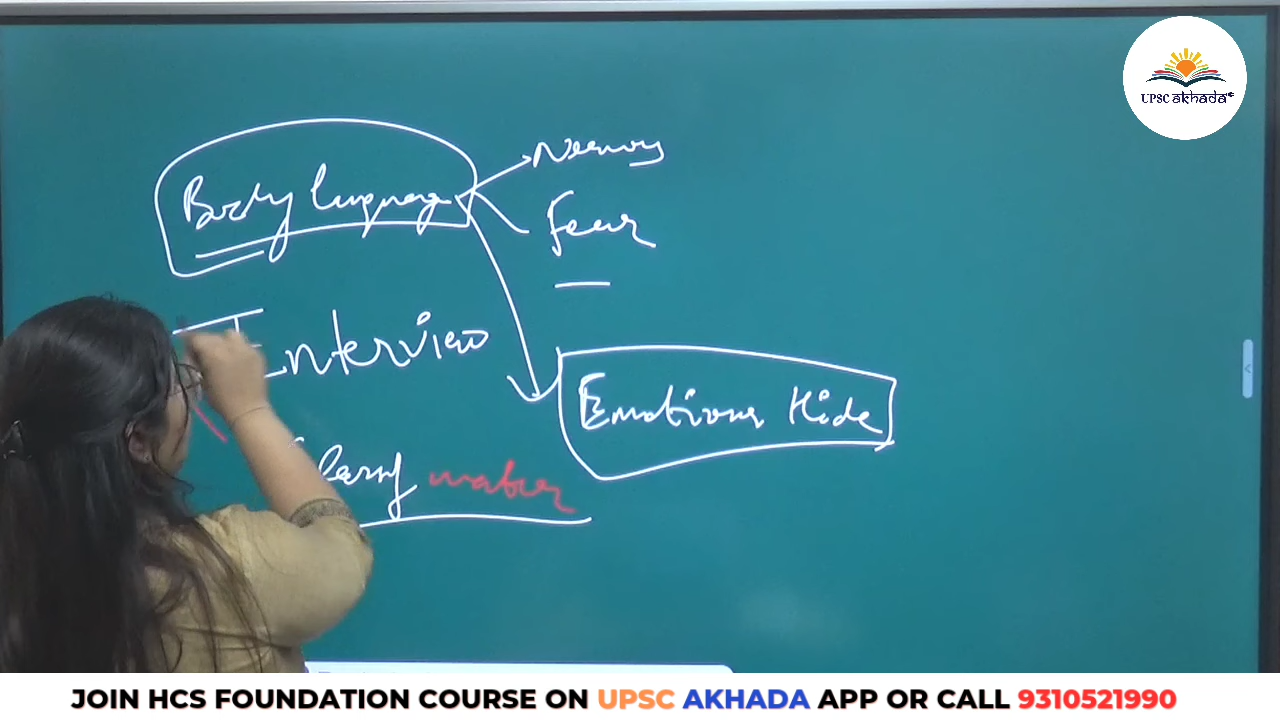 UPSC akhada
Body language
Nervous
Fear
Interview
Emotions Hide
JOIN HCS FOUNDATION COURSE ON UPSC AKHADA APP OR CALL 9310521990